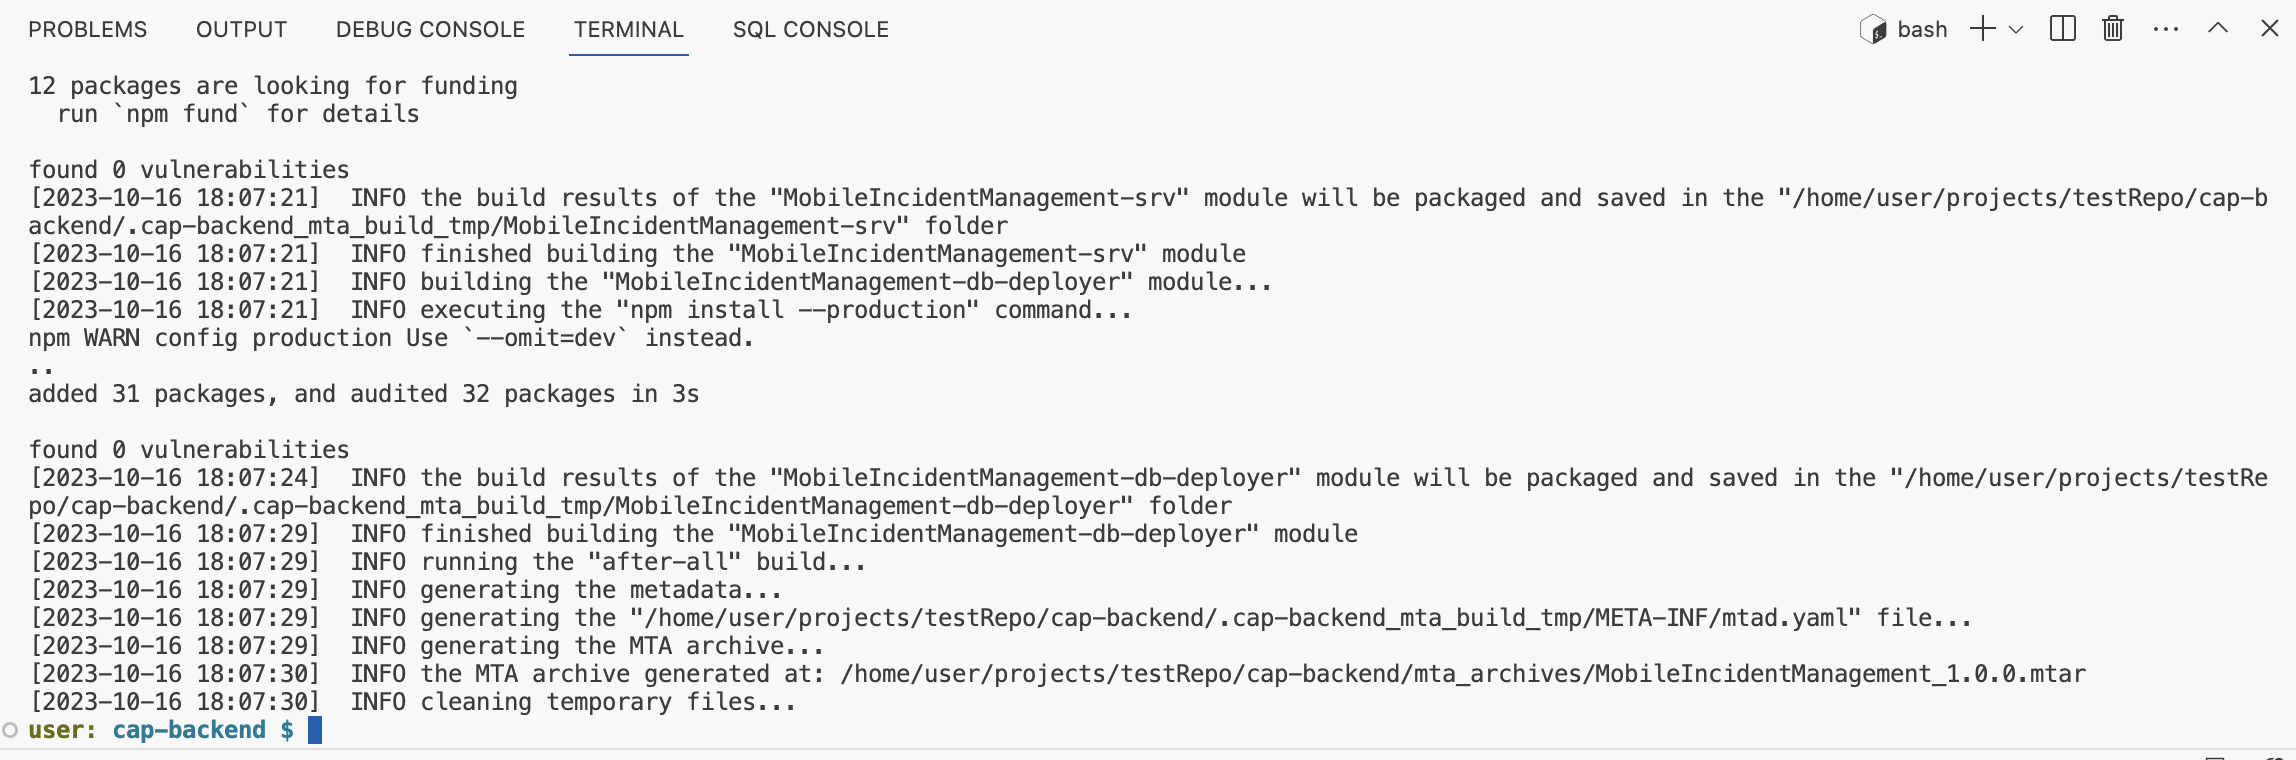 PROBLEMS OUTPUT DEBUG CONSOLE TERMINAL SQL CONSOLE bash
12 packages are looking for funding
  run `npm fund` for details
found 0 vulnerabilities
[2023-10-16 18:07:21]  INFO the build results of the "MobileIncidentManagement-srv" module will be packaged and saved in the "/home/user/projects/testRepo/cap-b
ackend/.cap-backend_mta_build_tmp/MobileIncidentManagement-srv" folder
[2023-10-16 18:07:21]  INFO finished building the "MobileIncidentManagement-srv" module
[2023-10-16 18:07:21]  INFO building the "MobileIncidentManagement-db-deployer" module...
[2023-10-16 18:07:21]  INFO executing the "npm install --production" command...
npm WARN config production Use `--omit=dev` instead.
..
added 31 packages, and audited 32 packages in 3s
found 0 vulnerabilities
[2023-10-16 18:07:24]  INFO the build results of the "MobileIncidentManagement-db-deployer" module will be packaged and saved in the "/home/user/projects/testRe
po/cap-backend/.cap-backend_mta_build_tmp/MobileIncidentManagement-db-deployer" folder
[2023-10-16 18:07:29]  INFO finished building the "MobileIncidentManagement-db-deployer" module
[2023-10-16 18:07:29]  INFO running the "after-all" build...
[2023-10-16 18:07:29]  INFO generating the metadata...
[2023-10-16 18:07:29]  INFO generating the "/home/user/projects/testRepo/cap-backend/.cap-backend_mta_build_tmp/META-INF/mtad.yaml" file...
[2023-10-16 18:07:29]  INFO generating the MTA archive...
[2023-10-16 18:07:30]  INFO the MTA archive generated at: /home/user/projects/testRepo/cap-backend/mta_archives/MobileIncidentManagement_1.0.0.mtar
[2023-10-16 18:07:30]  INFO cleaning temporary files...
user: cap-backend $